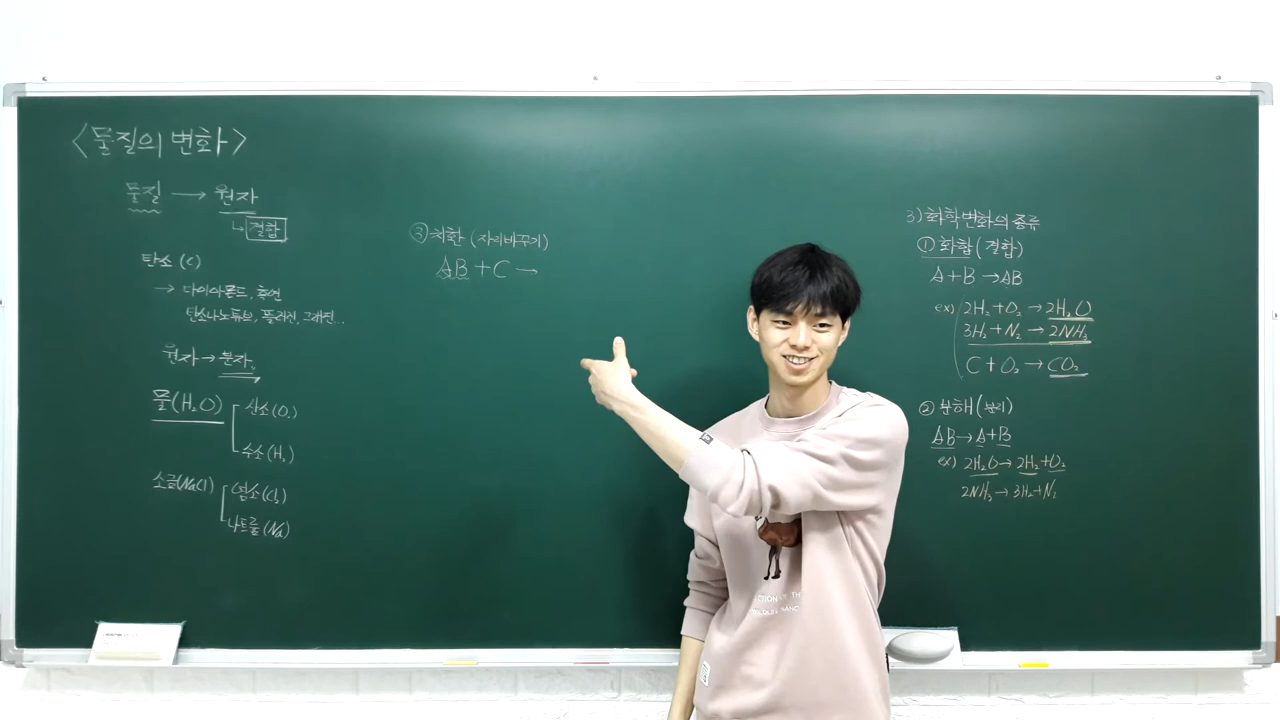 <물질의 변화>
물질 → 원자
↳ 결합
탄소 (C)
→ 다이아몬드, 흑연
탄소나노튜브, 풀러렌, 그래핀...
원자 → 분자。
물(H₂O) 산소(O₂)
수소(H₂)
소금(NaCl) 염소(Cl₂)
나트륨(Na)
③ 치환 (자리바꾸기)
AB + C →
3) 화학변화의 종류
① 화합 (결합)
A + B → AB
ex) 2H₂ + O₂ → 2H₂O
3H₂ + N₂ → 2NH₃
C + O₂ → CO₂
② 분해 (분리)
AB → A + B
ex) 2H₂O → 2H₂ + O₂
2NH₃ → 3H₂ + N₂